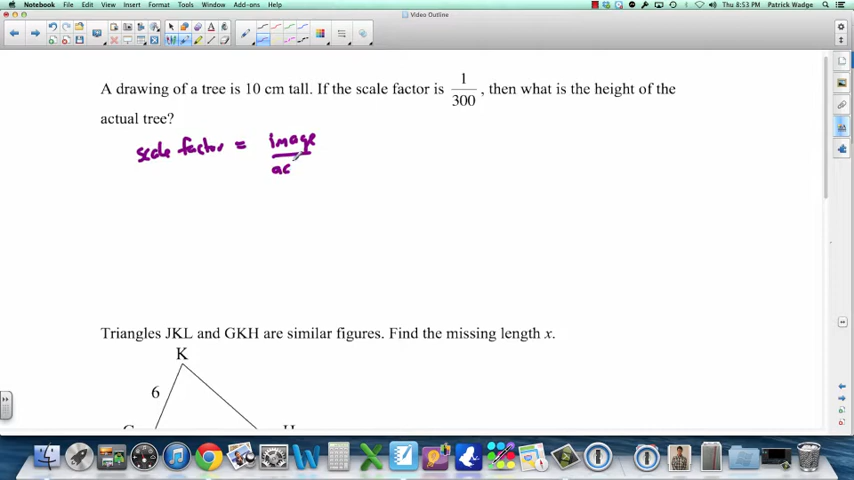 Notebook File Edit View Insert Format Tools Window Add-ons Help Thu 8:53 PM Patrick Wadge
Video Outline
A drawing of a tree is 10 cm tall. If the scale factor is 1/300, then what is the height of the
actual tree?
scale factor = image
ac
Triangles JKL and GKH are similar figures. Find the missing length x.
K
6